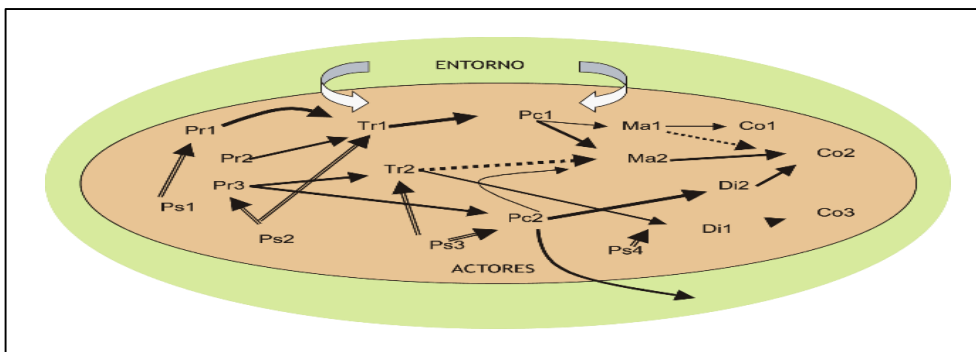 ENTORNO
Pr1
Tr1
Pc1
Ma1
Co1
Pr2
Tr2
Ma2
Co2
Pr3
Di2
Ps1
Pc2
Di1
Co3
Ps2
Ps3
Ps4
ACTORES